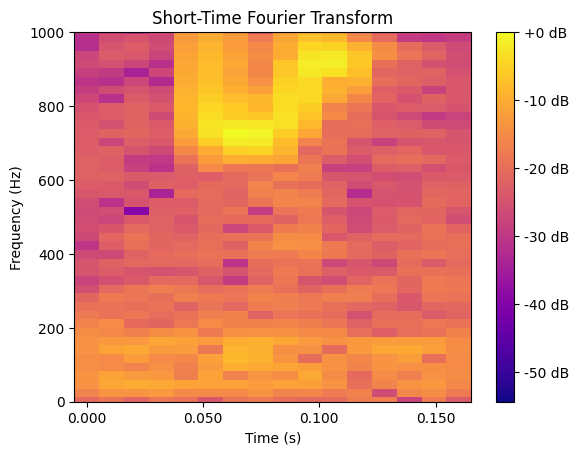 Short-Time Fourier Transform
1000
800
600
400
200
0
Frequency (Hz)
0.000
0.050
0.100
0.150
Time (s)
+0 dB
-10 dB
-20 dB
-30 dB
-40 dB
-50 dB